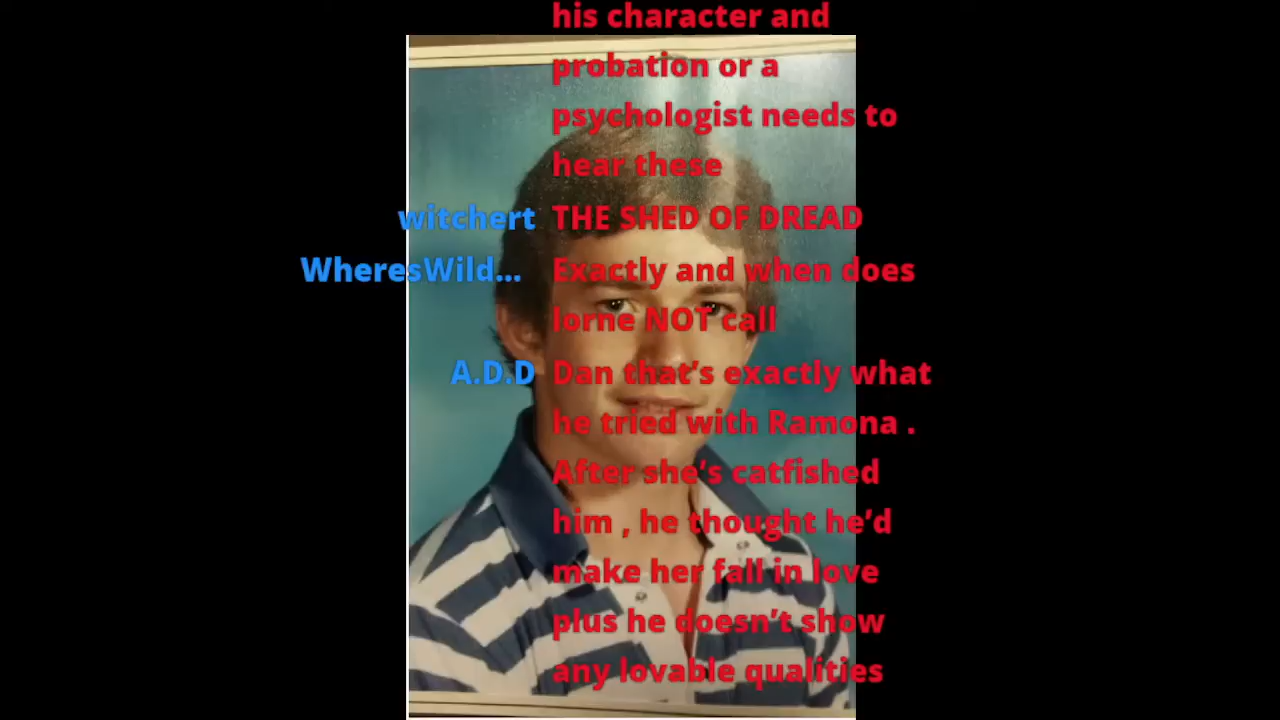 his character and
probation or a
psychologist needs to
hear these
witchert THE SHED OF DREAD
WheresWild... Exactly and when does
lorne NOT call
A.D.D Dan that's exactly what
he tried with Ramona .
After she's catfished
him , he thought he'd
make her fall in love
plus he doesn't show
any lovable qualities